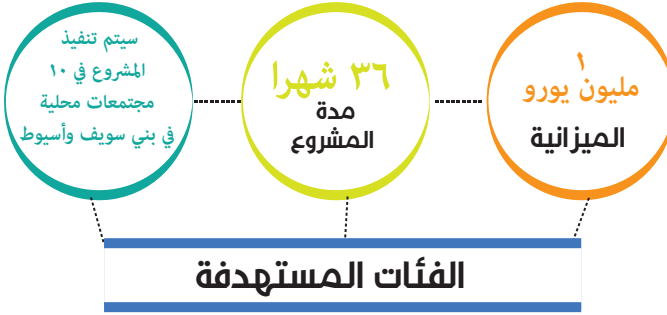 ١
مليون يورو
الميزانية
٣٦ شهرا
مدة
المشروع
سيتم تنفيذ
المشروع في ١٠
مجتمعات محلية
في بني سويف وأسيوط
الفئات المستهدفة